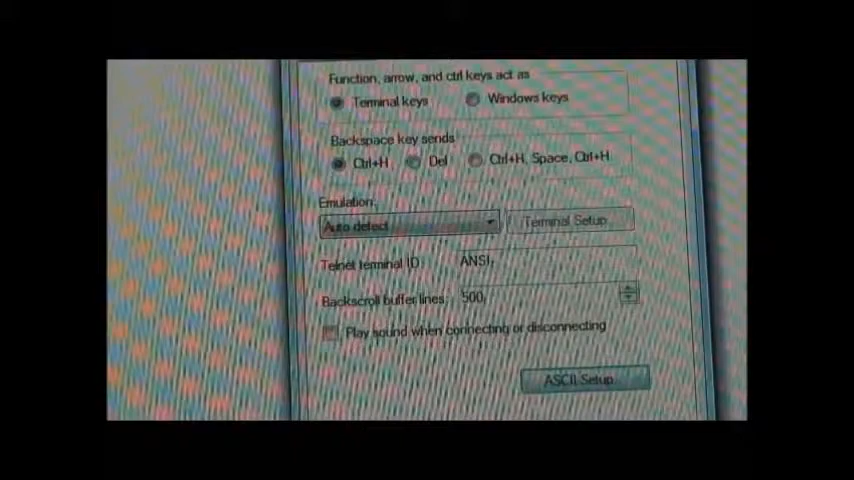 Function, arrow, and ctrl keys act as
Terminal keys Windows keys
Backspace key sends
Ctrl+H Del Ctrl+H, Space, Ctrl+H
Emulation:
Auto detect Terminal Setup...
Telnet terminal ID: ANSI
Backscroll buffer lines: 500
Play sound when connecting or disconnecting
ASCII Setup...